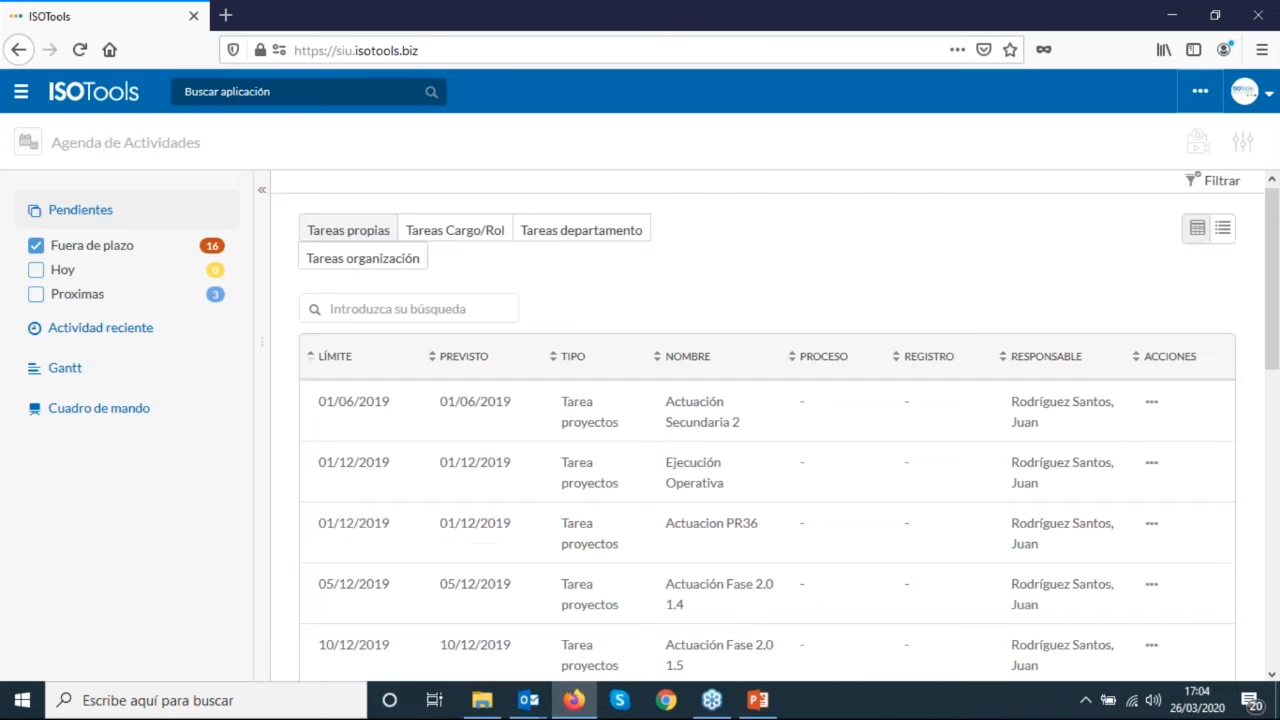 ISOTools
https://siu.isotools.biz
ISOTools
Buscar aplicación
Agenda de Actividades
Filtrar
Pendientes
Fuera de plazo 16
Hoy 0
Proximas 3
Actividad reciente
Gantt
Cuadro de mando
Tareas propias Tareas Cargo/Rol Tareas departamento
Tareas organización
Introduzca su búsqueda
LÍMITE PREVISTO TIPO NOMBRE PROCESO REGISTRO RESPONSABLE ACCIONES
01/06/2019 01/06/2019 Tarea Actuación - - Rodríguez Santos,
proyectos Secundaria 2 Juan
01/12/2019 01/12/2019 Tarea Ejecución - - Rodríguez Santos,
proyectos Operativa Juan
01/12/2019 01/12/2019 Tarea Actuacion PR36 - - Rodríguez Santos,
proyectos Juan
05/12/2019 05/12/2019 Tarea Actuación Fase 2.0 - - Rodríguez Santos,
proyectos 1.4 Juan
10/12/2019 10/12/2019 Tarea Actuación Fase 2.0 - - Rodríguez Santos,
proyectos 1.5 Juan
Escribe aquí para buscar
17:04
26/03/2020
20